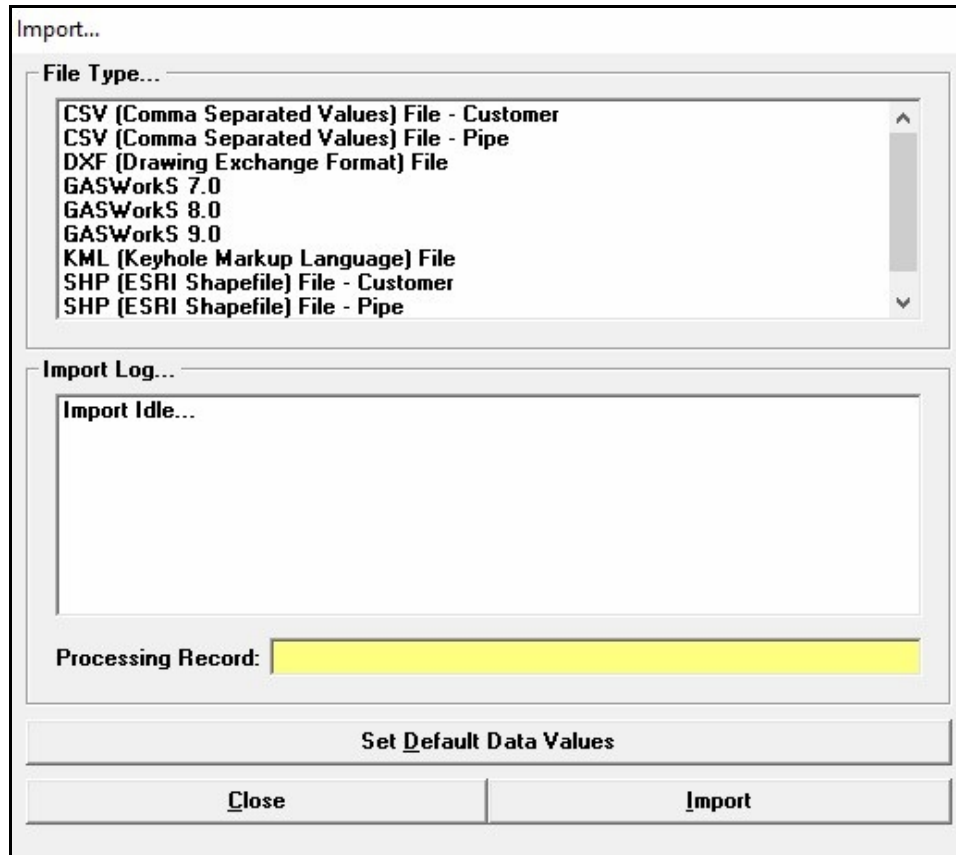 Import...
File Type...
CSV (Comma Separated Values) File - Customer
CSV (Comma Separated Values) File - Pipe
DXF (Drawing Exchange Format) File
GASWorkS 7.0
GASWorkS 8.0
GASWorkS 9.0
KML (Keyhole Markup Language) File
SHP (ESRI Shapefile) File - Customer
SHP (ESRI Shapefile) File - Pipe
Import Log...
Import Idle...
Processing Record:
Set Default Data Values
Close Import